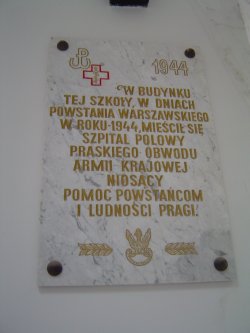 1944
W BUDYNKU
TEJ SZKOŁY, W DNIACH
POWSTANIA WARSZAWSKIEGO
W ROKU-1944, MIEŚCIŁ SIĘ
SZPITAL POLOWY
PRASKIEGO OBWODU
ARMII KRAJOWEJ
NIOSĄCY
POMOC POWSTAŃCOM
I LUDNOŚCI PRAGI.